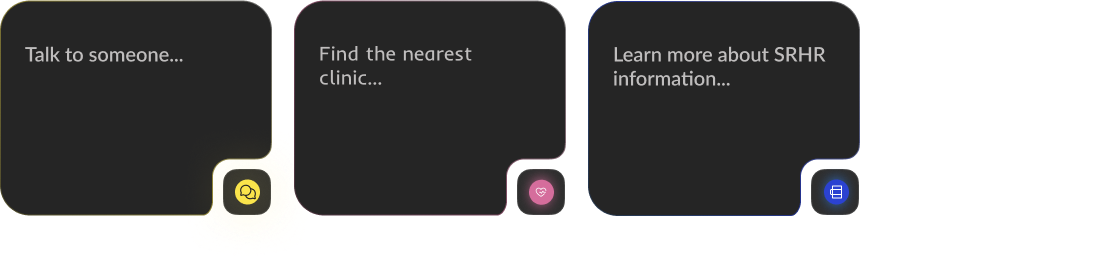 Talk to someone...
Find the nearest
clinic...
Learn more about SRHR
information...